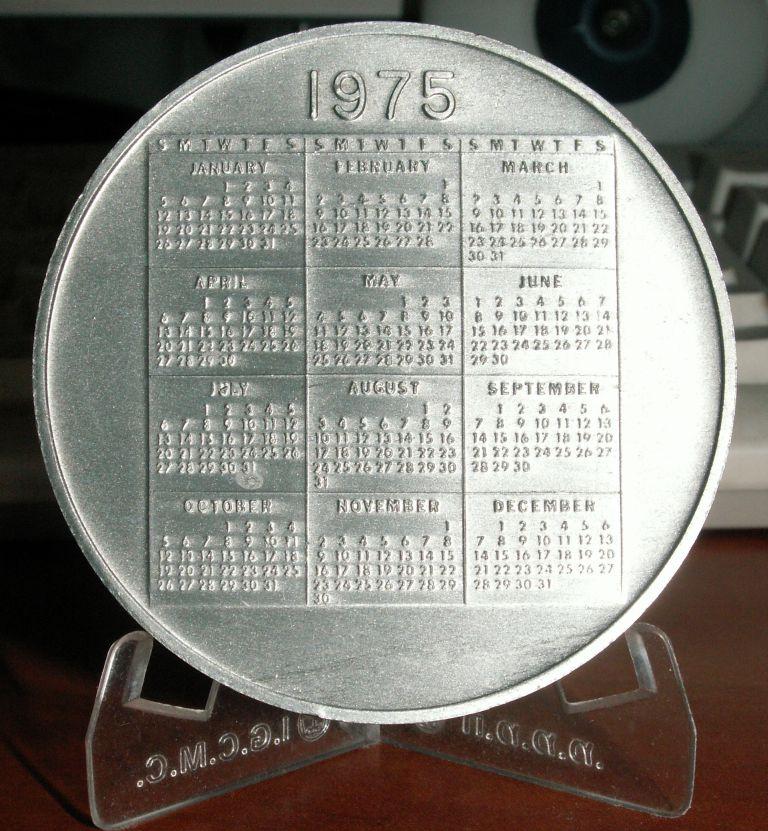 1975
S M T W T F S
JANUARY
1 2 3 4
5 6 7 8 9 10 11
12 13 14 15 16 17 18
19 20 21 22 23 24 25
26 27 28 29 30 31
S M T W T F S
FEBRUARY
1
2 3 4 5 6 7 8
9 10 11 12 13 14 15
16 17 18 19 20 21 22
23 24 25 26 27 28
S M T W T F S
MARCH
1
2 3 4 5 6 7 8
9 10 11 12 13 14 15
16 17 18 19 20 21 22
23 24 25 26 27 28 29
30 31
APRIL
1 2 3 4 5
6 7 8 9 10 11 12
13 14 15 16 17 18 19
20 21 22 23 24 25 26
27 28 29 30
MAY
1 2 3
4 5 6 7 8 9 10
11 12 13 14 15 16 17
18 19 20 21 22 23 24
25 26 27 28 29 30 31
JUNE
1 2 3 4 5 6 7
8 9 10 11 12 13 14
15 16 17 18 19 20 21
22 23 24 25 26 27 28
29 30
JULY
1 2 3 4 5
6 7 8 9 10 11 12
13 14 15 16 17 18 19
20 21 22 23 24 25 26
27 28 29 30 31
AUGUST
1 2
3 4 5 6 7 8 9
10 11 12 13 14 15 16
17 18 19 20 21 22 23
24 25 26 27 28 29 30
31
SEPTEMBER
1 2 3 4 5 6
7 8 9 10 11 12 13
14 15 16 17 18 19 20
21 22 23 24 25 26 27
28 29 30
OCTOBER
1 2 3 4
5 6 7 8 9 10 11
12 13 14 15 16 17 18
19 20 21 22 23 24 25
26 27 28 29 30 31
NOVEMBER
1
2 3 4 5 6 7 8
9 10 11 12 13 14 15
16 17 18 19 20 21 22
23 24 25 26 27 28 29
30
DECEMBER
1 2 3 4 5 6
7 8 9 10 11 12 13
14 15 16 17 18 19 20
21 22 23 24 25 26 27
28 29 30 31